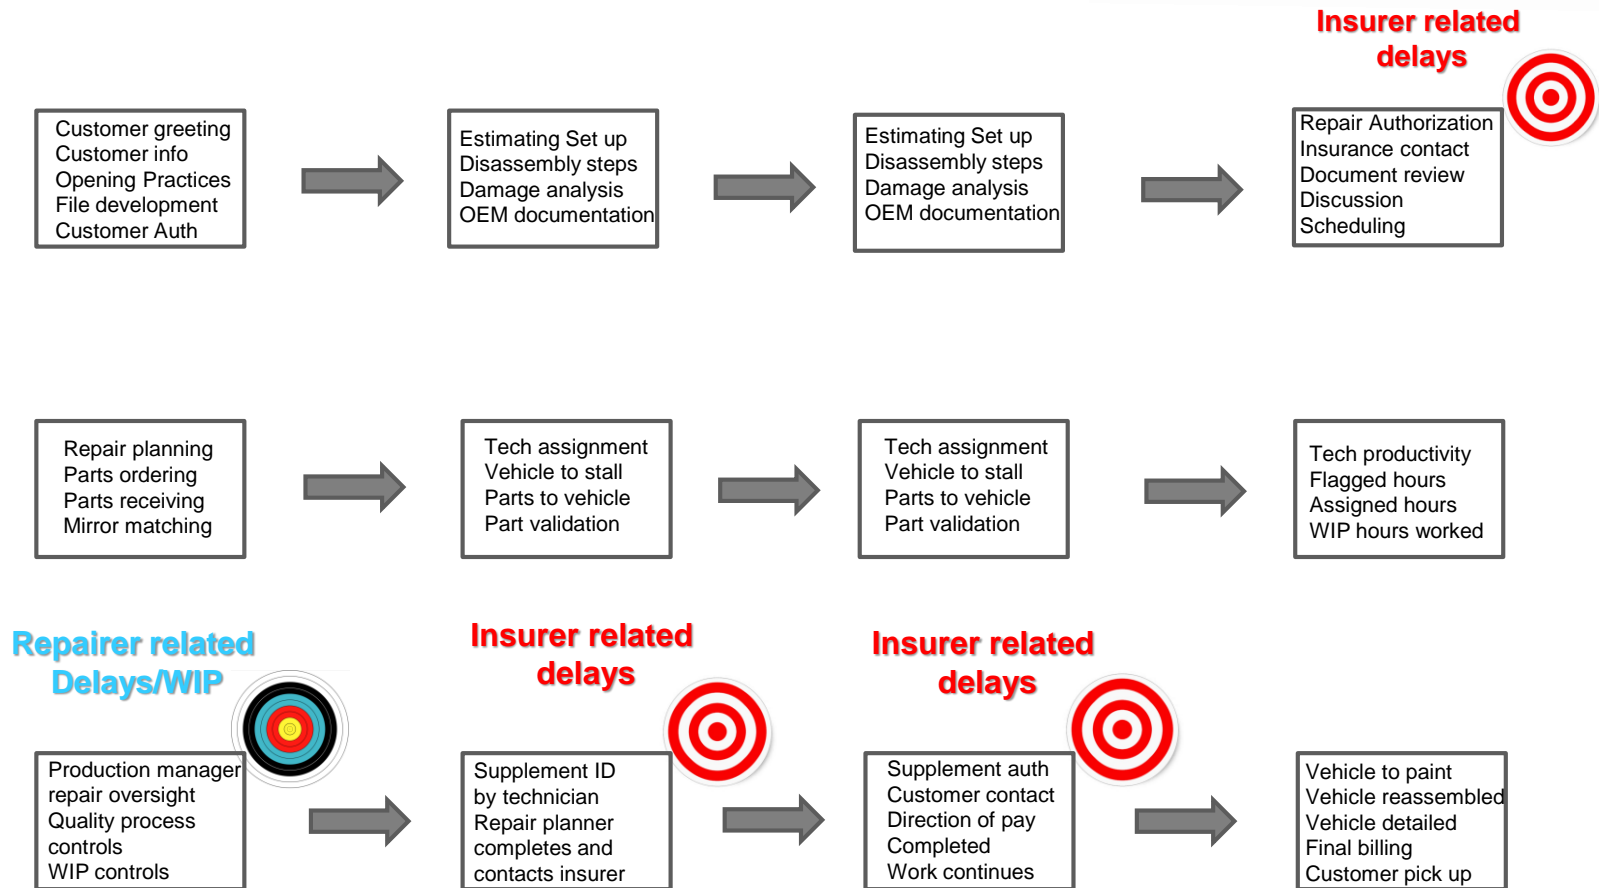 Insurer related
delays
Customer greeting
Customer info
Opening Practices
File development
Customer Auth
Estimating Set up
Disassembly steps
Damage analysis
OEM documentation
Estimating Set up
Disassembly steps
Damage analysis
OEM documentation
Repair Authorization
Insurance contact
Document review
Discussion
Scheduling
Repair planning
Parts ordering
Parts receiving
Mirror matching
Tech assignment
Vehicle to stall
Parts to vehicle
Part validation
Tech assignment
Vehicle to stall
Parts to vehicle
Part validation
Tech productivity
Flagged hours
Assigned hours
WIP hours worked
Repairer related
Delays/WIP
Insurer related
delays
Insurer related
delays
Production manager
repair oversight
Quality process
controls
WIP controls
Supplement ID
by technician
Repair planner
completes and
contacts insurer
Supplement auth
Customer contact
Direction of pay
Completed
Work continues
Vehicle to paint
Vehicle reassembled
Vehicle detailed
Final billing
Customer pick up